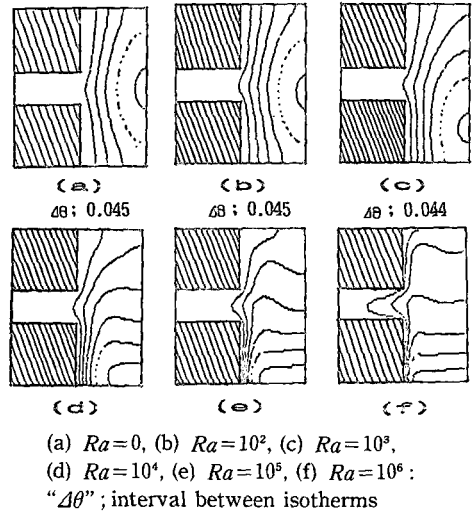 (a) (b) (c)
Δθ; 0.045 Δθ; 0.045 Δθ; 0.044
(d) (e) (f)
(a) Ra=0, (b) Ra=10², (c) Ra=10³,
(d) Ra=10⁴, (e) Ra=10⁵, (f) Ra=10⁶ :
“Δθ” ; interval between isotherms